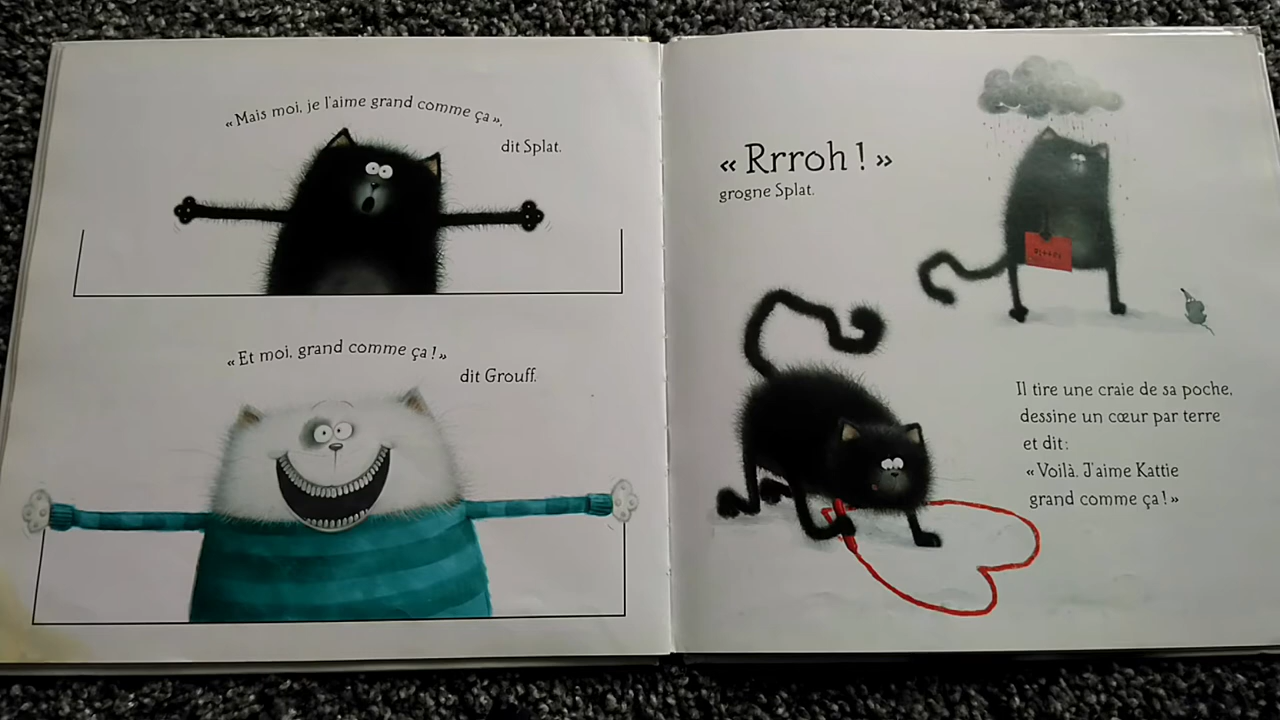 «Mais moi, je l'aime grand comme ça»,
dit Splat.
«Et moi, grand comme ça!»
dit Grouff.
« Rrroh ! »
grogne Splat.
Il tire une craie de sa poche,
dessine un cœur par terre
et dit:
«Voilà. J'aime Kattie
grand comme ça!»